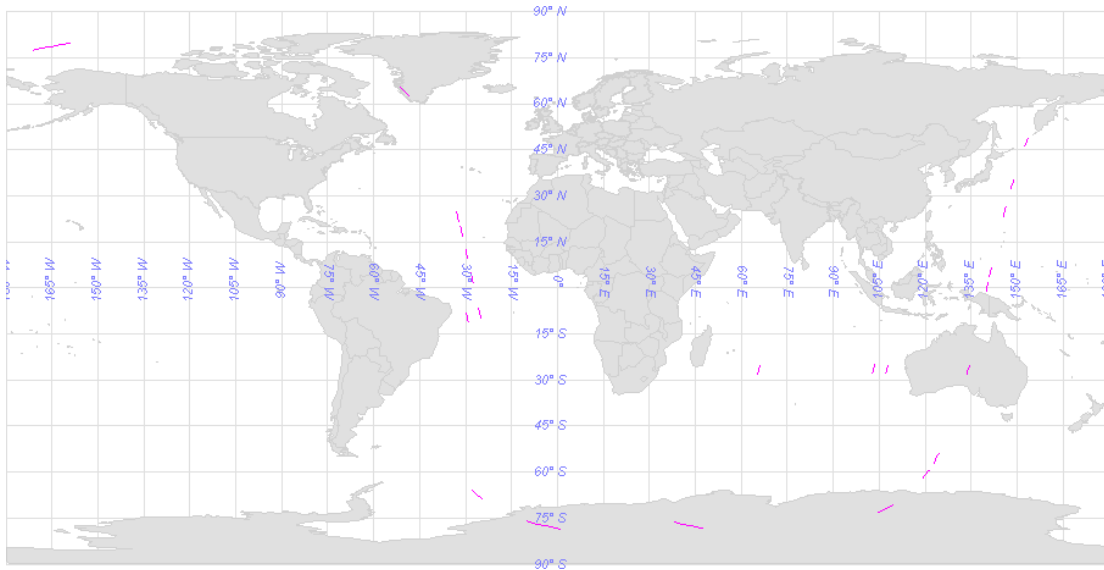 90° N
75° N
60° N
45° N
30° N
15° N
165° W
150° W
135° W
120° W
105° W
90° W
75° W
60° W
45° W
30° W
15° W
0°
15° E
30° E
45° E
60° E
75° E
90° E
105° E
120° E
135° E
150° E
165° E
15° S
30° S
45° S
60° S
75° S
90° S